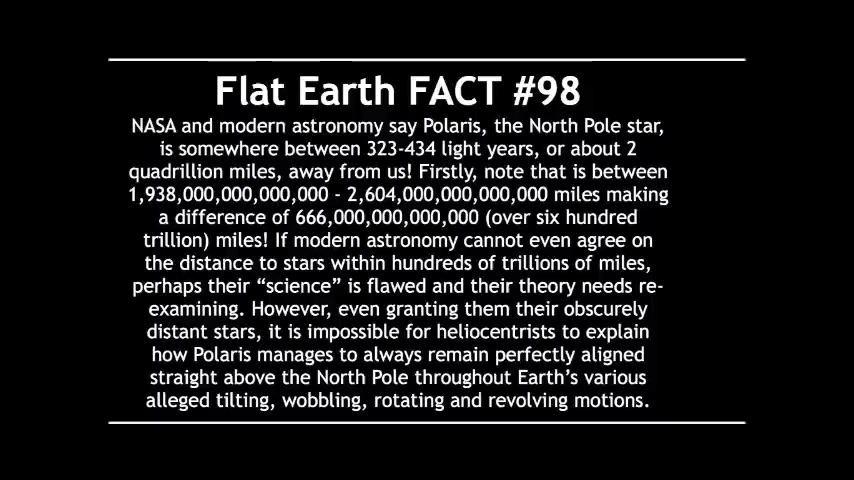 Flat Earth FACT #98
NASA and modern astronomy say Polaris, the North Pole star,
is somewhere between 323-434 light years, or about 2
quadrillion miles, away from us! Firstly, note that is between
1,938,000,000,000,000 - 2,604,000,000,000,000 miles making
a difference of 666,000,000,000,000 (over six hundred
trillion) miles! If modern astronomy cannot even agree on
the distance to stars within hundreds of trillions of miles,
perhaps their “science” is flawed and their theory needs re-
examining. However, even granting them their obscurely
distant stars, it is impossible for heliocentrists to explain
how Polaris manages to always remain perfectly aligned
straight above the North Pole throughout Earth’s various
alleged tilting, wobbling, rotating and revolving motions.